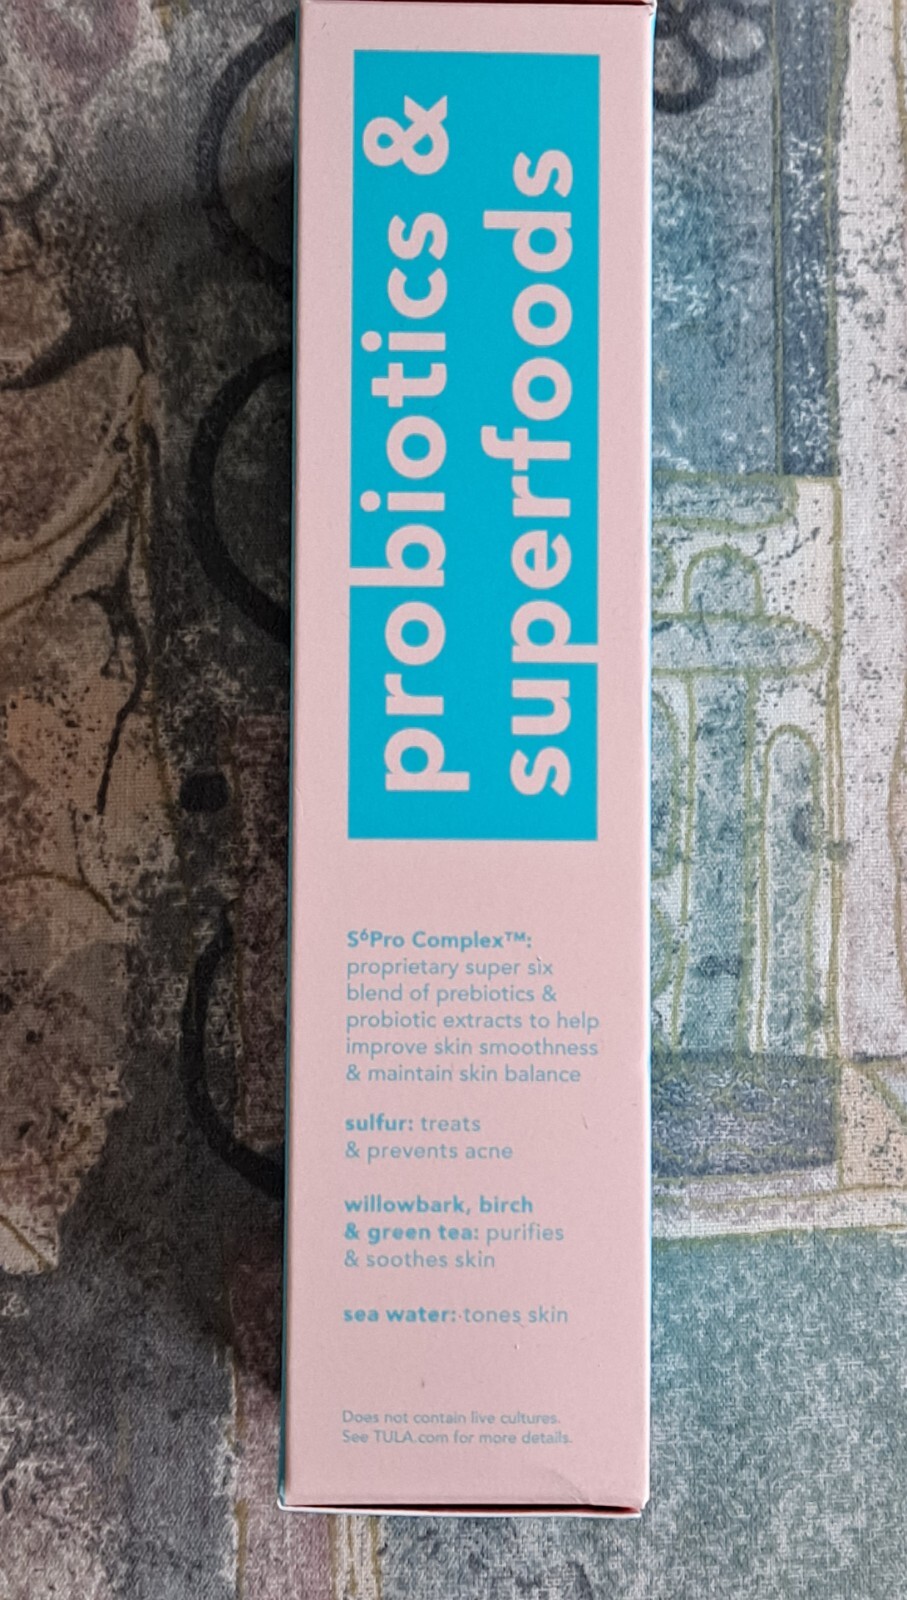 probiotics &
superfoods
S⁶Pro Complex™:
proprietary super six
blend of prebiotics &
probiotic extracts to help
improve skin smoothness
& maintain skin balance
sulfur: treats
& prevents acne
willowbark, birch
& green tea: purifies
& soothes skin
sea water: tones skin
Does not contain live cultures.
See TULA.com for more details.